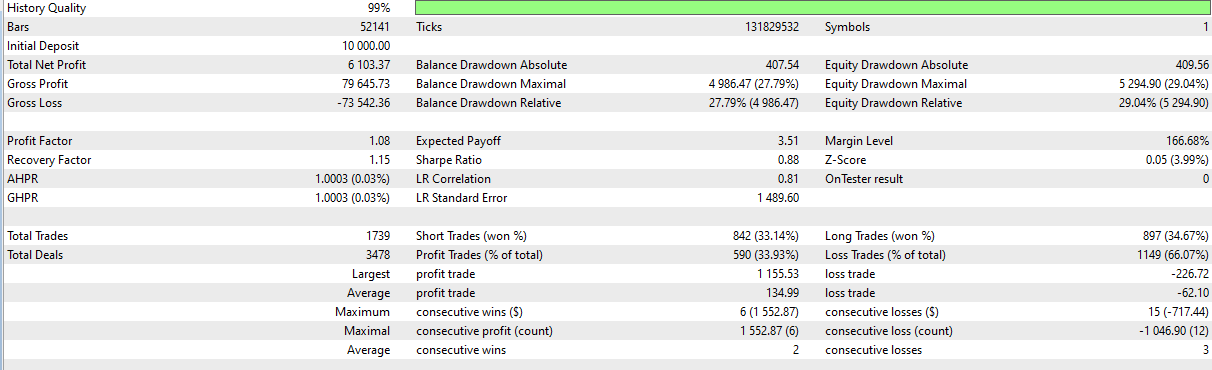 History Quality 99%
Bars 52141 Ticks 131829532 Symbols 1
Initial Deposit 10 000.00
Total Net Profit 6 103.37 Balance Drawdown Absolute 407.54 Equity Drawdown Absolute 409.56
Gross Profit 79 645.73 Balance Drawdown Maximal 4 986.47 (27.79%) Equity Drawdown Maximal 5 294.90 (29.04%)
Gross Loss -73 542.36 Balance Drawdown Relative 27.79% (4 986.47) Equity Drawdown Relative 29.04% (5 294.90)
Profit Factor 1.08 Expected Payoff 3.51 Margin Level 166.68%
Recovery Factor 1.15 Sharpe Ratio 0.88 Z-Score 0.05 (3.99%)
AHPR 1.0003 (0.03%) LR Correlation 0.81 OnTester result 0
GHPR 1.0003 (0.03%) LR Standard Error 1 489.60
Total Trades 1739 Short Trades (won %) 842 (33.14%) Long Trades (won %) 897 (34.67%)
Total Deals 3478 Profit Trades (% of total) 590 (33.93%) Loss Trades (% of total) 1149 (66.07%)
Largest profit trade 1 155.53 loss trade -226.72
Average profit trade 134.99 loss trade -62.10
Maximum consecutive wins ($) 6 (1 552.87) consecutive losses ($) 15 (-717.44)
Maximal consecutive profit (count) 1 552.87 (6) consecutive loss (count) -1 046.90 (12)
Average consecutive wins 2 consecutive losses 3